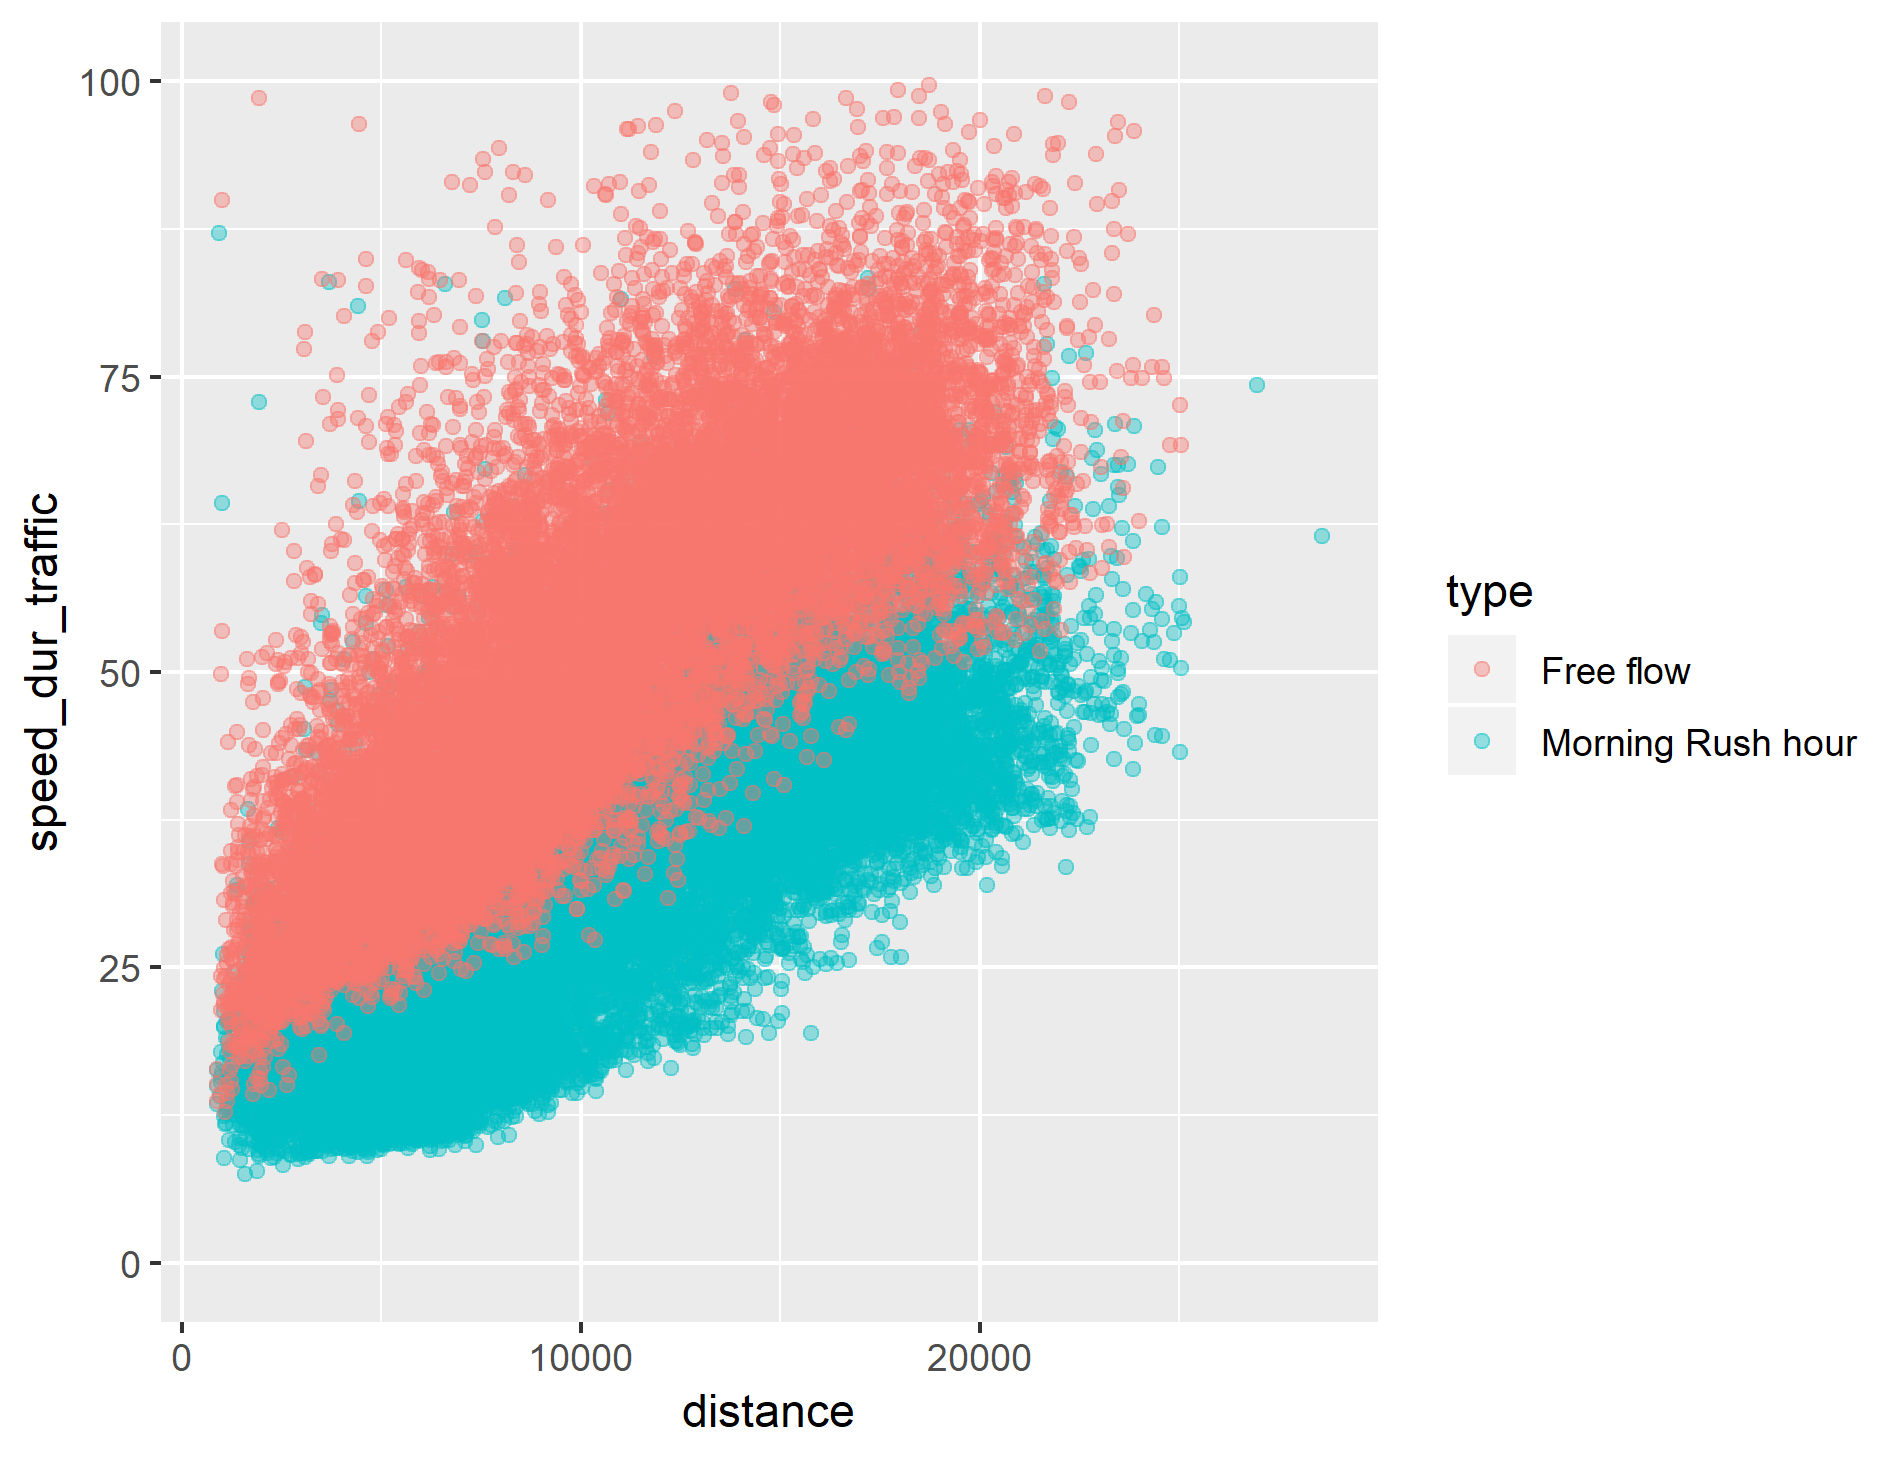 100
75
50
25
0
0 10000 20000
distance
speed_dur_traffic
type
Free flow
Morning Rush hour